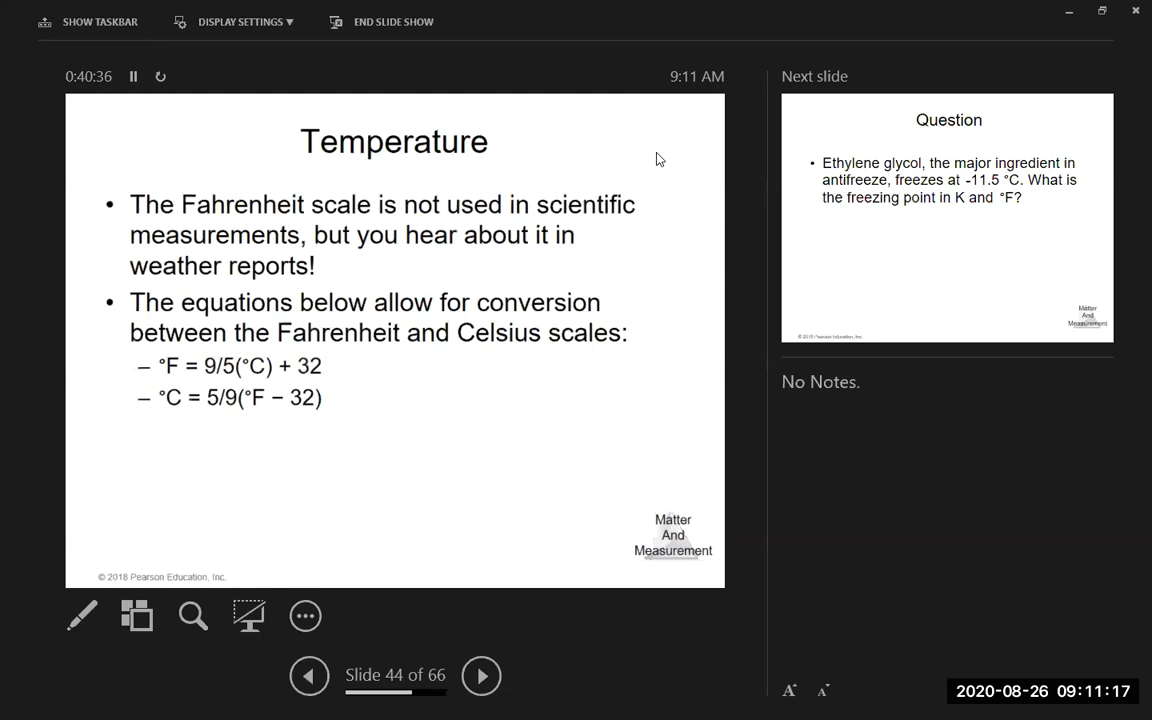 SHOW TASKBAR DISPLAY SETTINGS ▼ END SLIDE SHOW
0:40:36 9:11 AM
Temperature
• The Fahrenheit scale is not used in scientific
measurements, but you hear about it in
weather reports!
• The equations below allow for conversion
between the Fahrenheit and Celsius scales:
– °F = 9/5(°C) + 32
– °C = 5/9(°F − 32)
Matter
And
Measurement
© 2018 Pearson Education, Inc.
Slide 44 of 66
Next slide
Question
• Ethylene glycol, the major ingredient in
antifreeze, freezes at -11.5 °C. What is
the freezing point in K and °F?
Matter
And
Measurement
© 2018 Pearson Education, Inc.
No Notes.
A A
2020-08-26 09:11:17